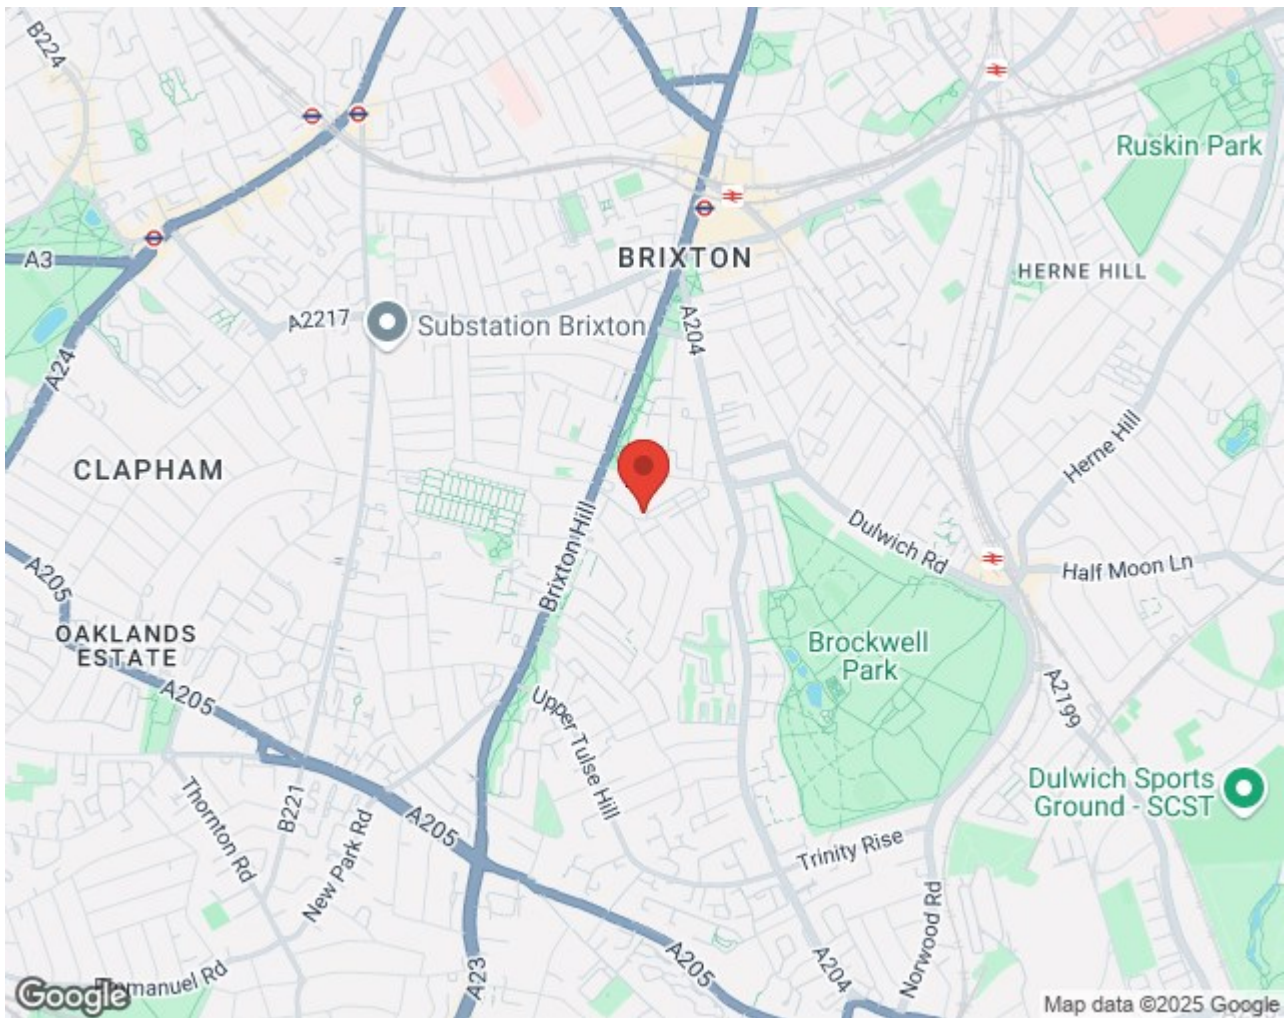 B224
Ruskin Park
A3
BRIXTON
HERNE HILL
A2217
Substation Brixton
A204
A24
CLAPHAM
Herne Hill
Dulwich Rd
Brixton Hill
Half Moon Ln
A205
OAKLANDS
ESTATE
Brockwell
Park
A205
A2199
Upper Tulse Hill
Dulwich Sports
Ground - SCST
Thornton Rd
B221
New Park Rd
A205
Trinity Rise
Norwood Rd
A23
A205
A204
Google
Map data ©2025 Google